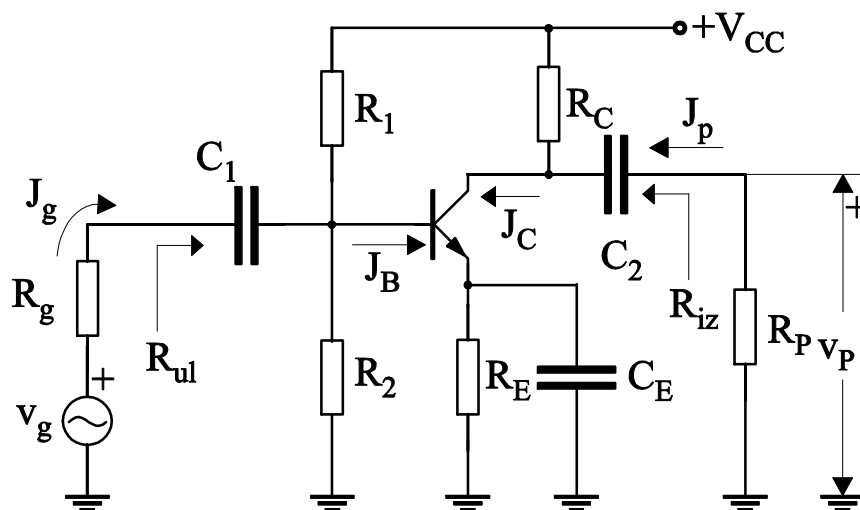 +V_CC
R_1
R_C
J_p
C_1
J_g
+
J_C
C_2
J_B
R_g
R_iz
R_P
v_P
R_ul
R_2
R_E
C_E
+
v_g